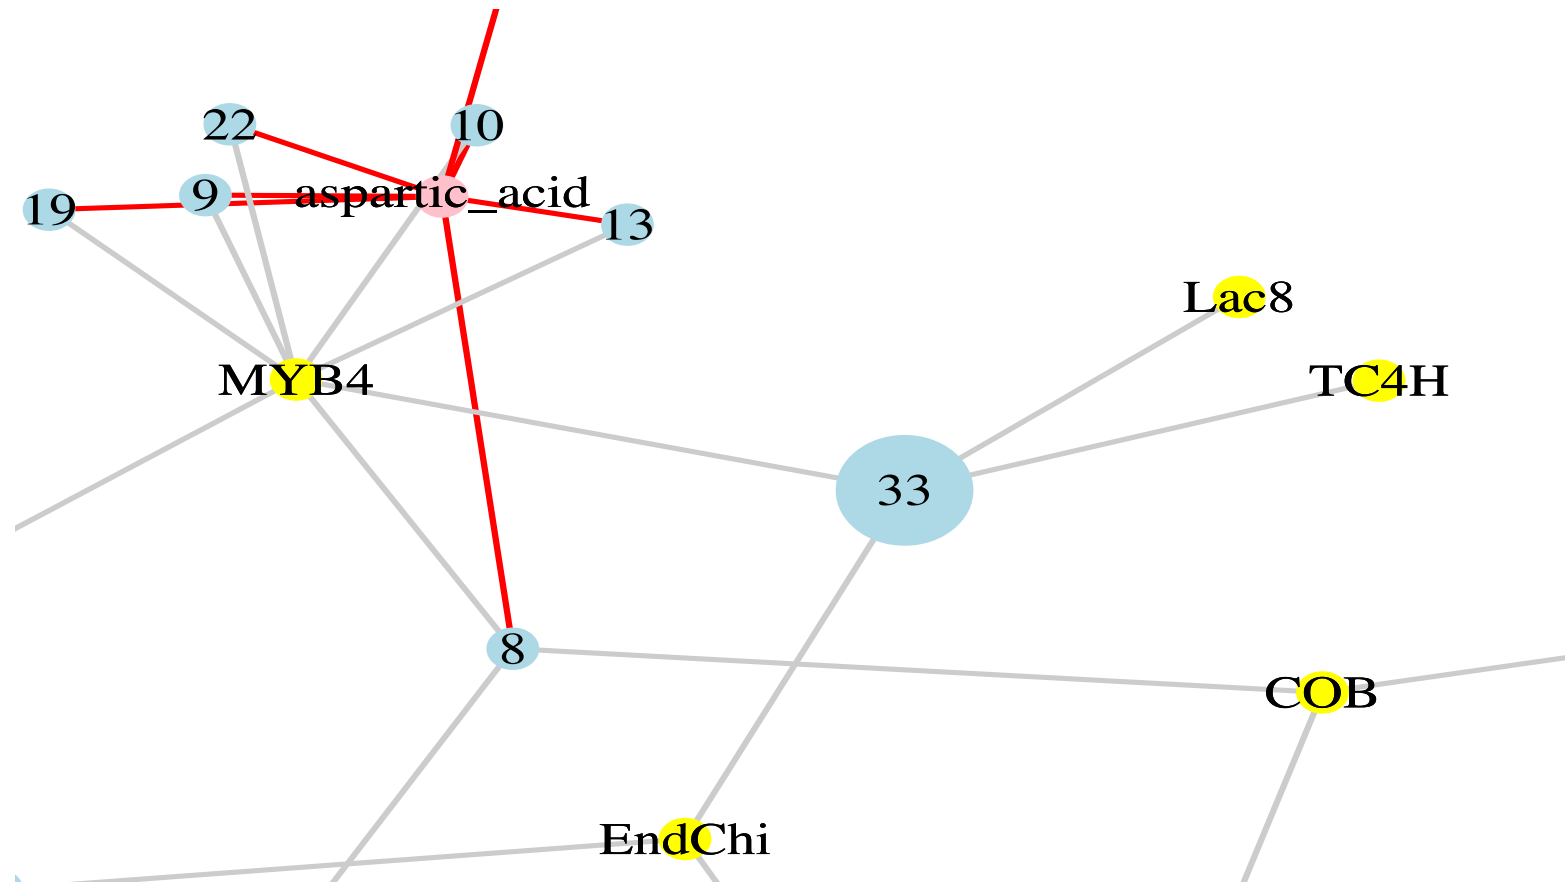 22
10
19
9
aspartic_acid
13
Lac8
MYB4
TC4H
33
8
COB
EndChi